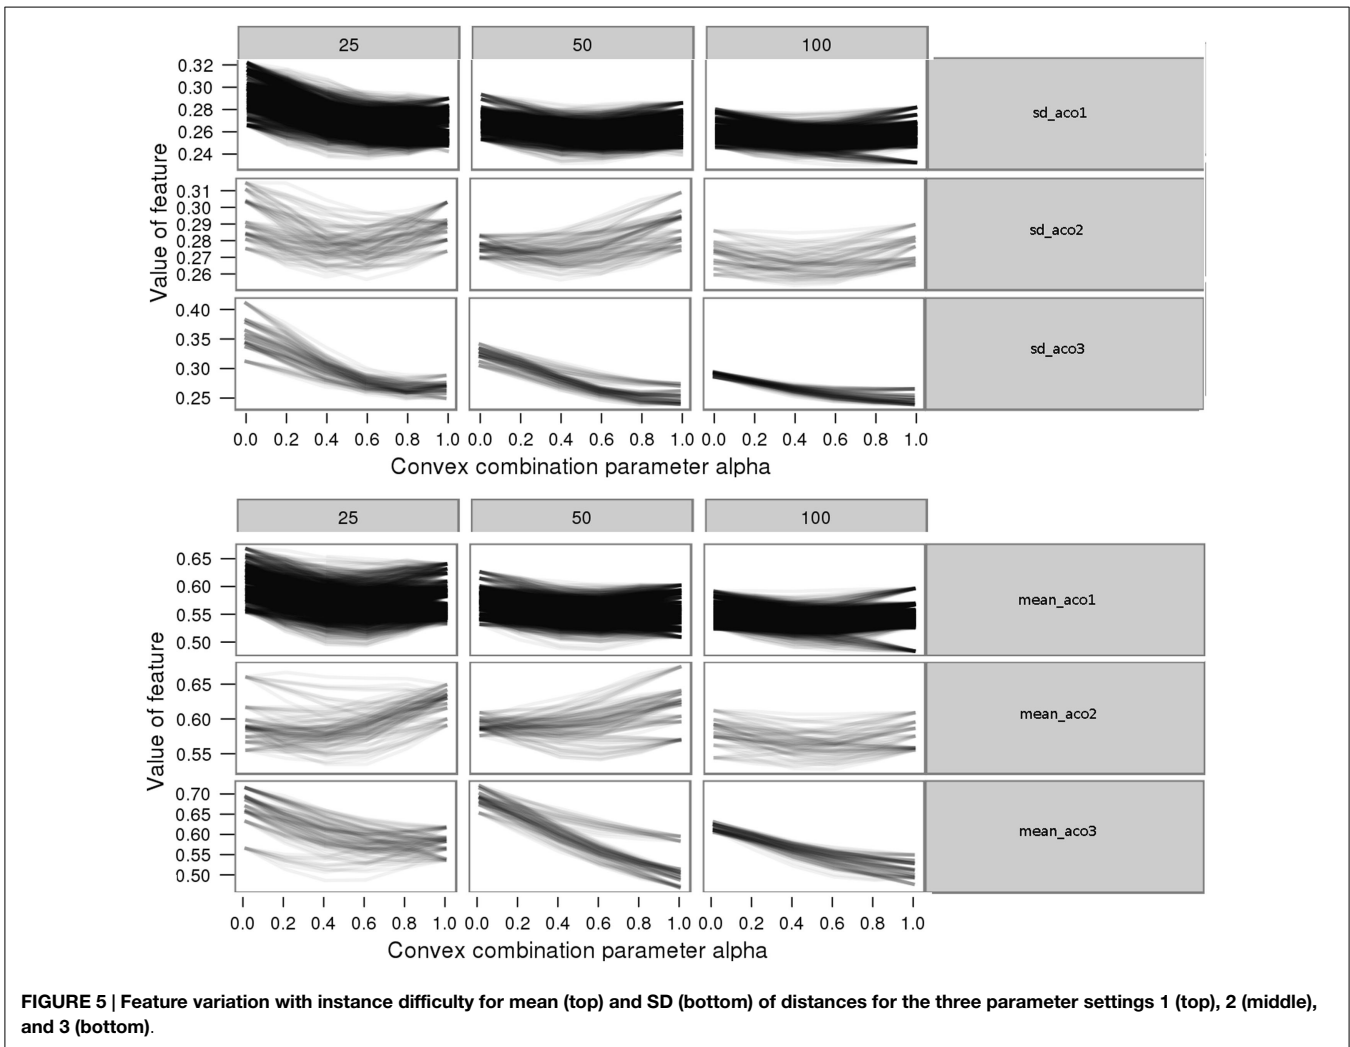 25 50 100
Value of feature
0.32
0.30
0.28
0.26
0.24
sd_aco1
0.31
0.30
0.29
0.28
0.27
0.26
sd_aco2
0.40
0.35
0.30
0.25
sd_aco3
0.0 0.2 0.4 0.6 0.8 1.0 0.0 0.2 0.4 0.6 0.8 1.0 0.0 0.2 0.4 0.6 0.8 1.0
Convex combination parameter alpha
25 50 100
Value of feature
0.65
0.60
0.55
0.50
mean_aco1
0.65
0.60
0.55
mean_aco2
0.70
0.65
0.60
0.55
0.50
mean_aco3
0.0 0.2 0.4 0.6 0.8 1.0 0.0 0.2 0.4 0.6 0.8 1.0 0.0 0.2 0.4 0.6 0.8 1.0
Convex combination parameter alpha
FIGURE 5 | Feature variation with instance difficulty for mean (top) and SD (bottom) of distances for the three parameter settings 1 (top), 2 (middle),
and 3 (bottom).